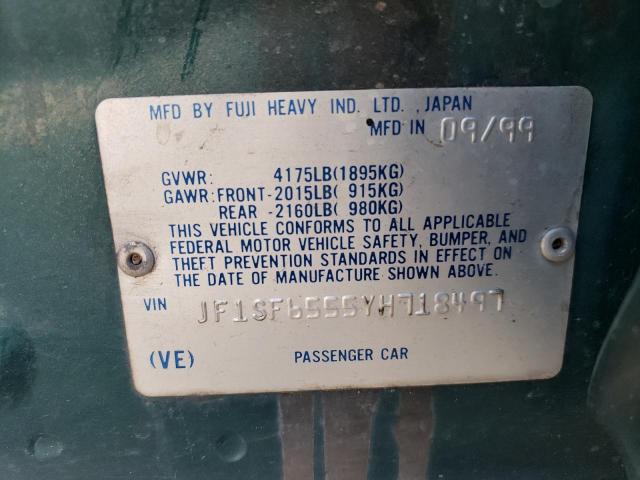 MFD BY FUJI HEAVY IND. LTD. ,JAPAN
MFD IN 09/99
GVWR: 4175LB(1895KG)
GAWR: FRONT-2015LB( 915KG)
REAR -2160LB( 980KG)
THIS VEHICLE CONFORMS TO ALL APPLICABLE
FEDERAL MOTOR VEHICLE SAFETY, BUMPER, AND
THEFT PREVENTION STANDARDS IN EFFECT ON
THE DATE OF MANUFACTURE SHOWN ABOVE.
VIN JF1SF6555YH718497
(VE) PASSENGER CAR